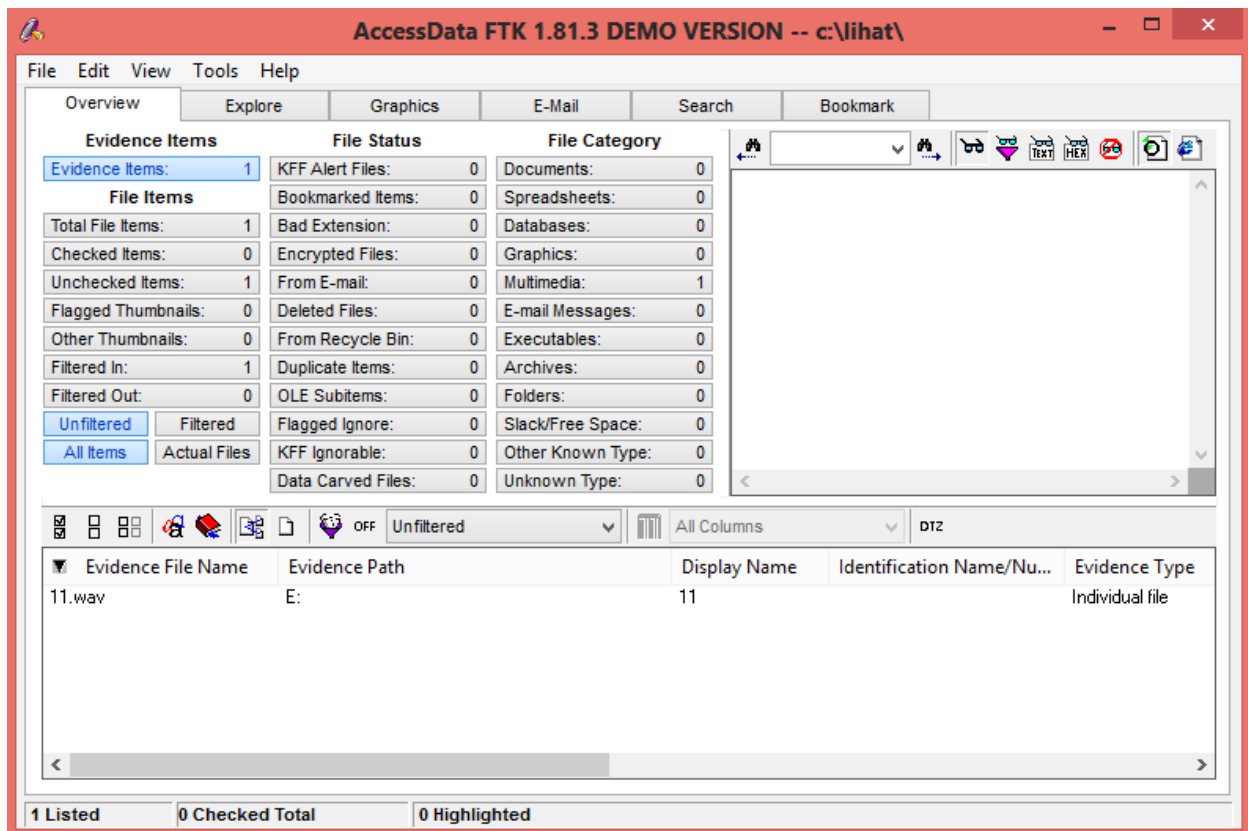 AccessData FTK 1.81.3 DEMO VERSION -- c:\lihat\
File Edit View Tools Help
Overview Explore Graphics E-Mail Search Bookmark
Evidence Items File Status File Category
Evidence Items: 1 KFF Alert Files: 0 Documents: 0
File Items Bookmarked Items: 0 Spreadsheets: 0
Total File Items: 1 Bad Extension: 0 Databases: 0
Checked Items: 0 Encrypted Files: 0 Graphics: 0
Unchecked Items: 1 From E-mail: 0 Multimedia: 1
Flagged Thumbnails: 0 Deleted Files: 0 E-mail Messages: 0
Other Thumbnails: 0 From Recycle Bin: 0 Executables: 0
Filtered In: 1 Duplicate Items: 0 Archives: 0
Filtered Out: 0 OLE Subitems: 0 Folders: 0
Unfiltered Filtered Flagged Ignore: 0 Slack/Free Space: 0
All Items Actual Files KFF Ignorable: 0 Other Known Type: 0
Data Carved Files: 0 Unknown Type: 0
TEXT HEX
OFF Unfiltered All Columns DTZ
Evidence File Name Evidence Path Display Name Identification Name/Nu... Evidence Type
11.wav E: 11 Individual file
1 Listed 0 Checked Total 0 Highlighted